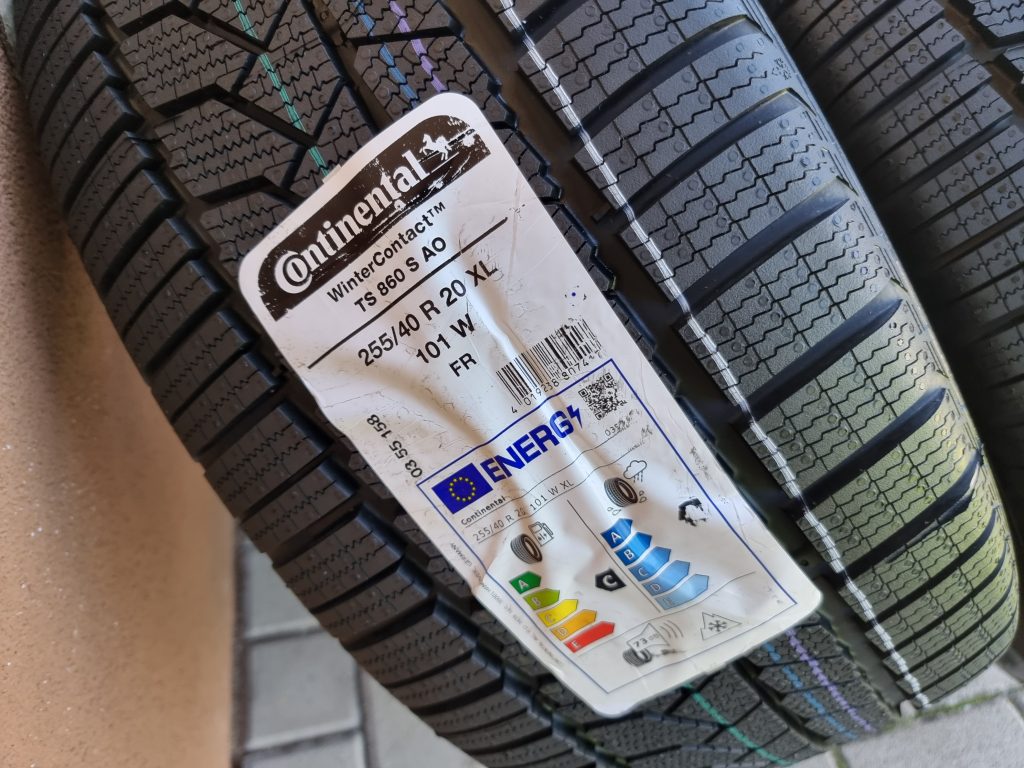 Continental
WinterContact™
TS 860 S AO
255/40 R 20 XL
101 W
FR
03 55 158
ENERG
Continental
255/40 R 20 101 W XL
A
B
C
D
E
C
A
B
C
D
E